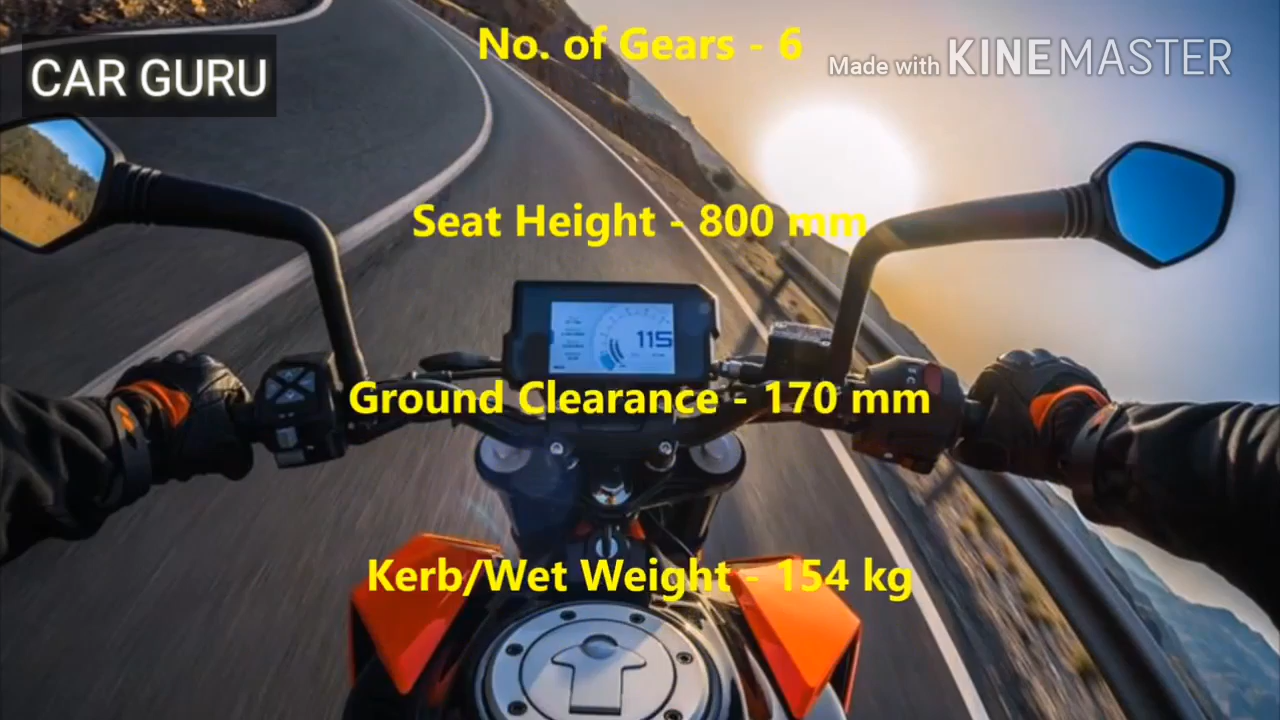 No. of Gears - 6
CAR GURU
Made with KINEMASTER
Seat Height - 800 mm
115
Ground Clearance - 170 mm
Kerb/Wet Weight - 154 kg